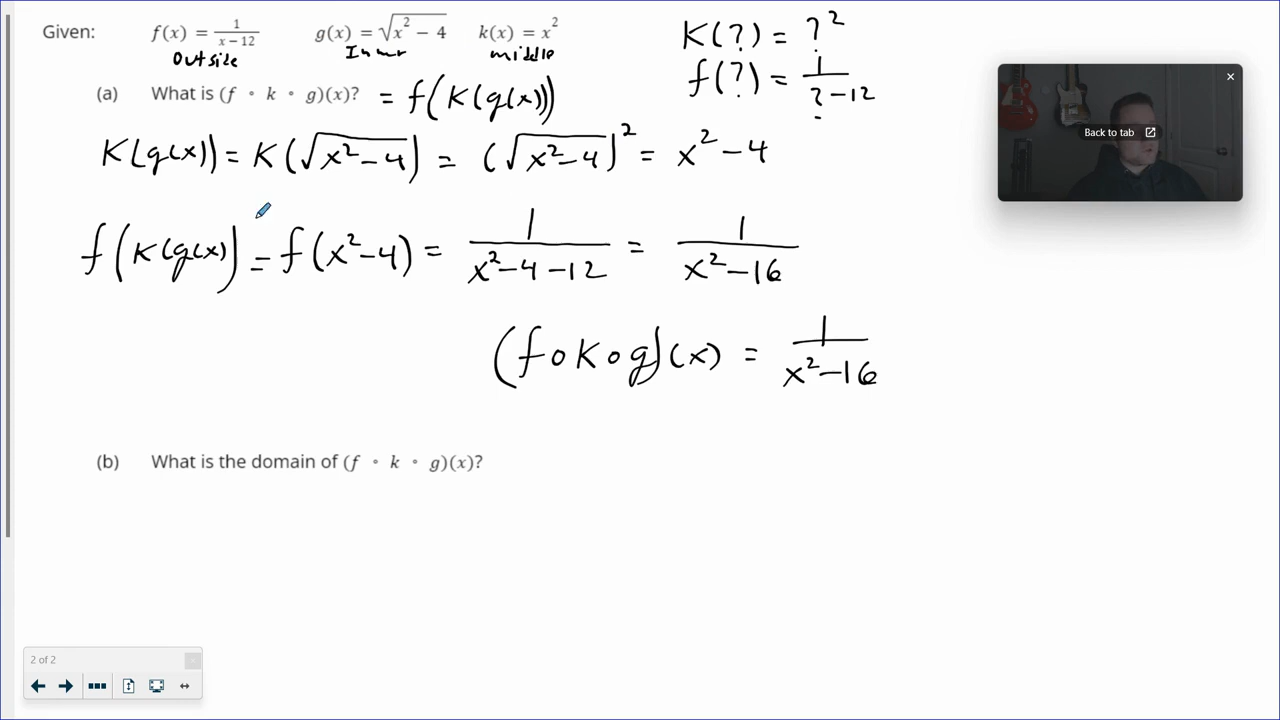 Given: f(x) = 1/(x−12) g(x) = √(x² − 4) k(x) = x²
Outside Inner middle
K(?) = ?²
f(?) = 1/(?−12)
(a) What is (f ∘ k ∘ g)(x)? = f(K(g(x)))
K(g(x)) = K(√(x²−4)) = (√(x²−4))² = x²−4
f(K(g(x)) = f(x²−4) = 1/(x²−4−12) = 1/(x²−16)
(f∘K∘g)(x) = 1/(x²−16)
(b) What is the domain of (f ∘ k ∘ g)(x)?
Back to tab
2 of 2